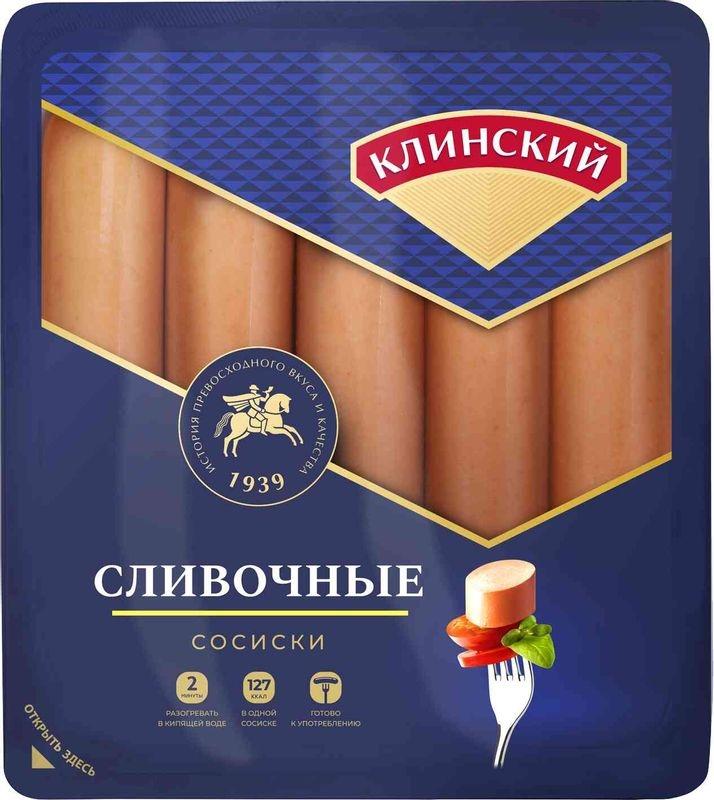 КЛИНСКИЙ
ИСТОРИЯ ПРЕВОСХОДНОГО ВКУСА И КАЧЕСТВА
1939
СЛИВОЧНЫЕ
СОСИСКИ
2
МИНУТЫ
РАЗОГРЕВАТЬ
В КИПЯЩЕЙ ВОДЕ
127
ККАЛ
В ОДНОЙ
СОСИСКЕ
ГОТОВО
К УПОТРЕБЛЕНИЮ
ОТКРЫТЬ ЗДЕСЬ